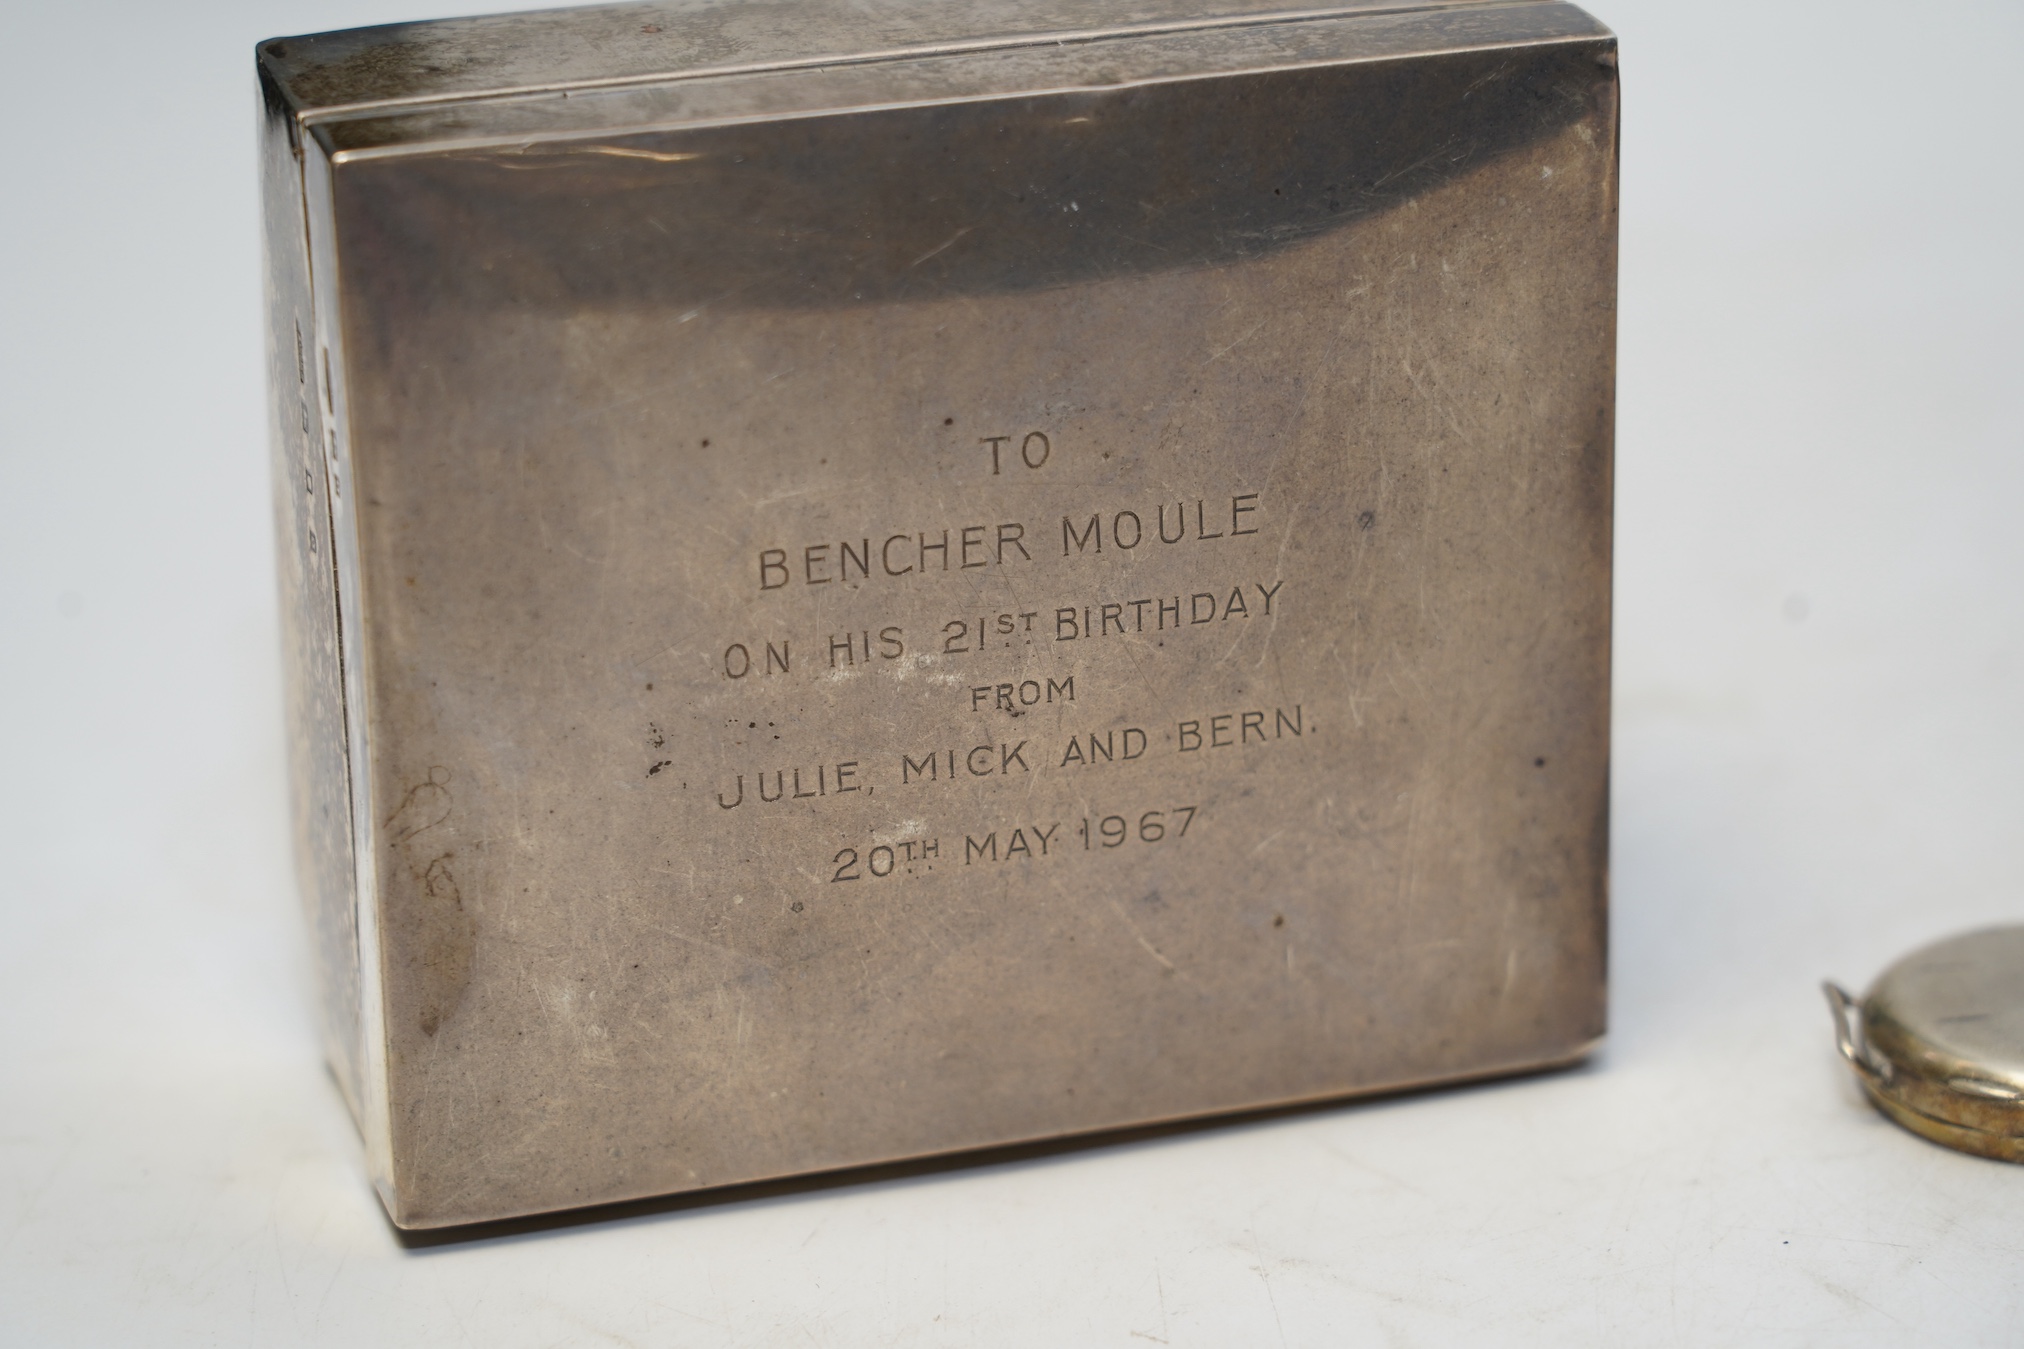 TO
BENCHER MOULE
ON HIS 21ST BIRTHDAY
FROM
JULIE, MICK AND BERN.
20TH MAY 1967